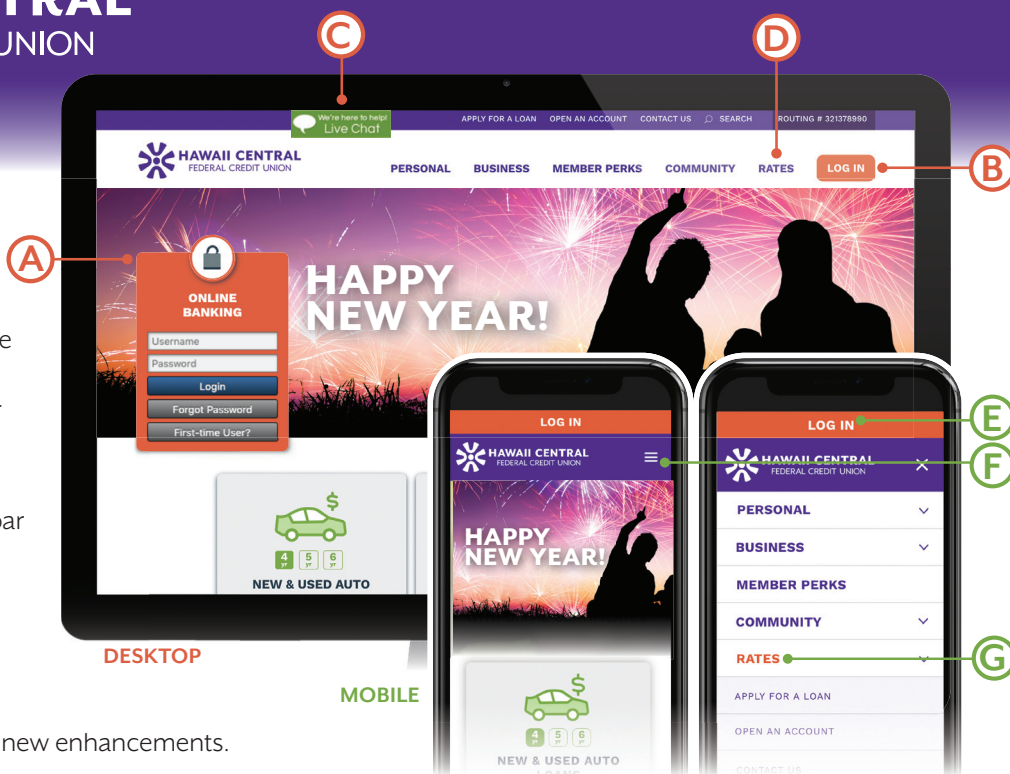 TRAL
UNION
C
D
We're here to help!
Live Chat
APPLY FOR A LOAN OPEN AN ACCOUNT CONTACT US SEARCH ROUTING # 321378990
HAWAII CENTRAL
FEDERAL CREDIT UNION
PERSONAL BUSINESS MEMBER PERKS COMMUNITY RATES LOG IN
B
A
ONLINE
BANKING
Username
Password
Login
Forgot Password
First-time User?
HAPPY
NEW YEAR!
4 yr 5 yr 6 yr
NEW & USED AUTO
DESKTOP
MOBILE
LOG IN
HAWAII CENTRAL
FEDERAL CREDIT UNION
HAPPY
NEW YEAR!
4 yr 5 yr 6 yr
NEW & USED AUTO
LOANS
LOG IN
E
HAWAII CENTRAL
FEDERAL CREDIT UNION
F
PERSONAL
BUSINESS
MEMBER PERKS
COMMUNITY
RATES
G
APPLY FOR A LOAN
OPEN AN ACCOUNT
CONTACT US
e
bar
new enhancements.